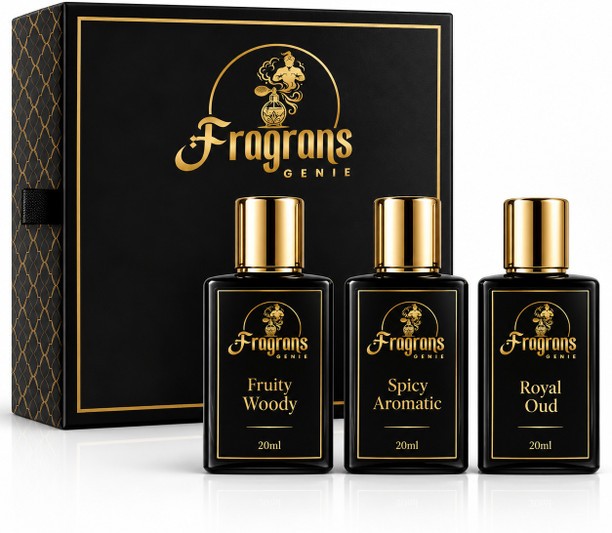 Fragrans
GENIE
Fragrans
GENIE
Fruity
Woody
20ml
Fragrans
GENIE
Spicy
Aromatic
20ml
Fragrans
GENIE
Royal
Oud
20ml